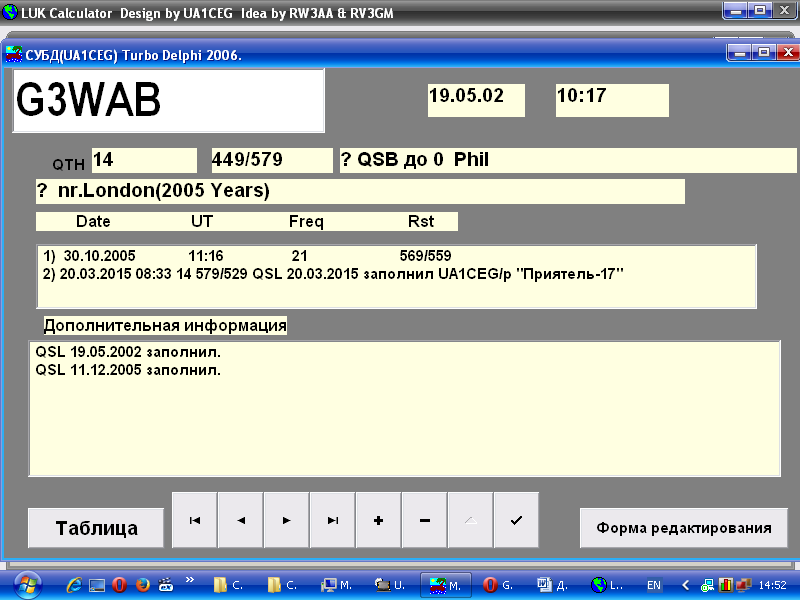 LUK Calculator Design by UA1CEG Idea by RW3AA & RV3GM
СУБД(UA1CEG) Turbo Delphi 2006.
G3WAB
19.05.02 10:17
QTH 14 449/579 ? QSB до 0 Phil
? nr.London(2005 Years)
Date UT Freq Rst
1) 30.10.2005 11:16 21 569/559
2) 20.03.2015 08:33 14 579/529 QSL 20.03.2015 заполнил UA1CEG/p "Приятель-17"
Дополнительная информация
QSL 19.05.2002 заполнил.
QSL 11.12.2005 заполнил.
Таблица
Форма редактирования
С. С. М. U. М. G. Д. L.. EN 14:52